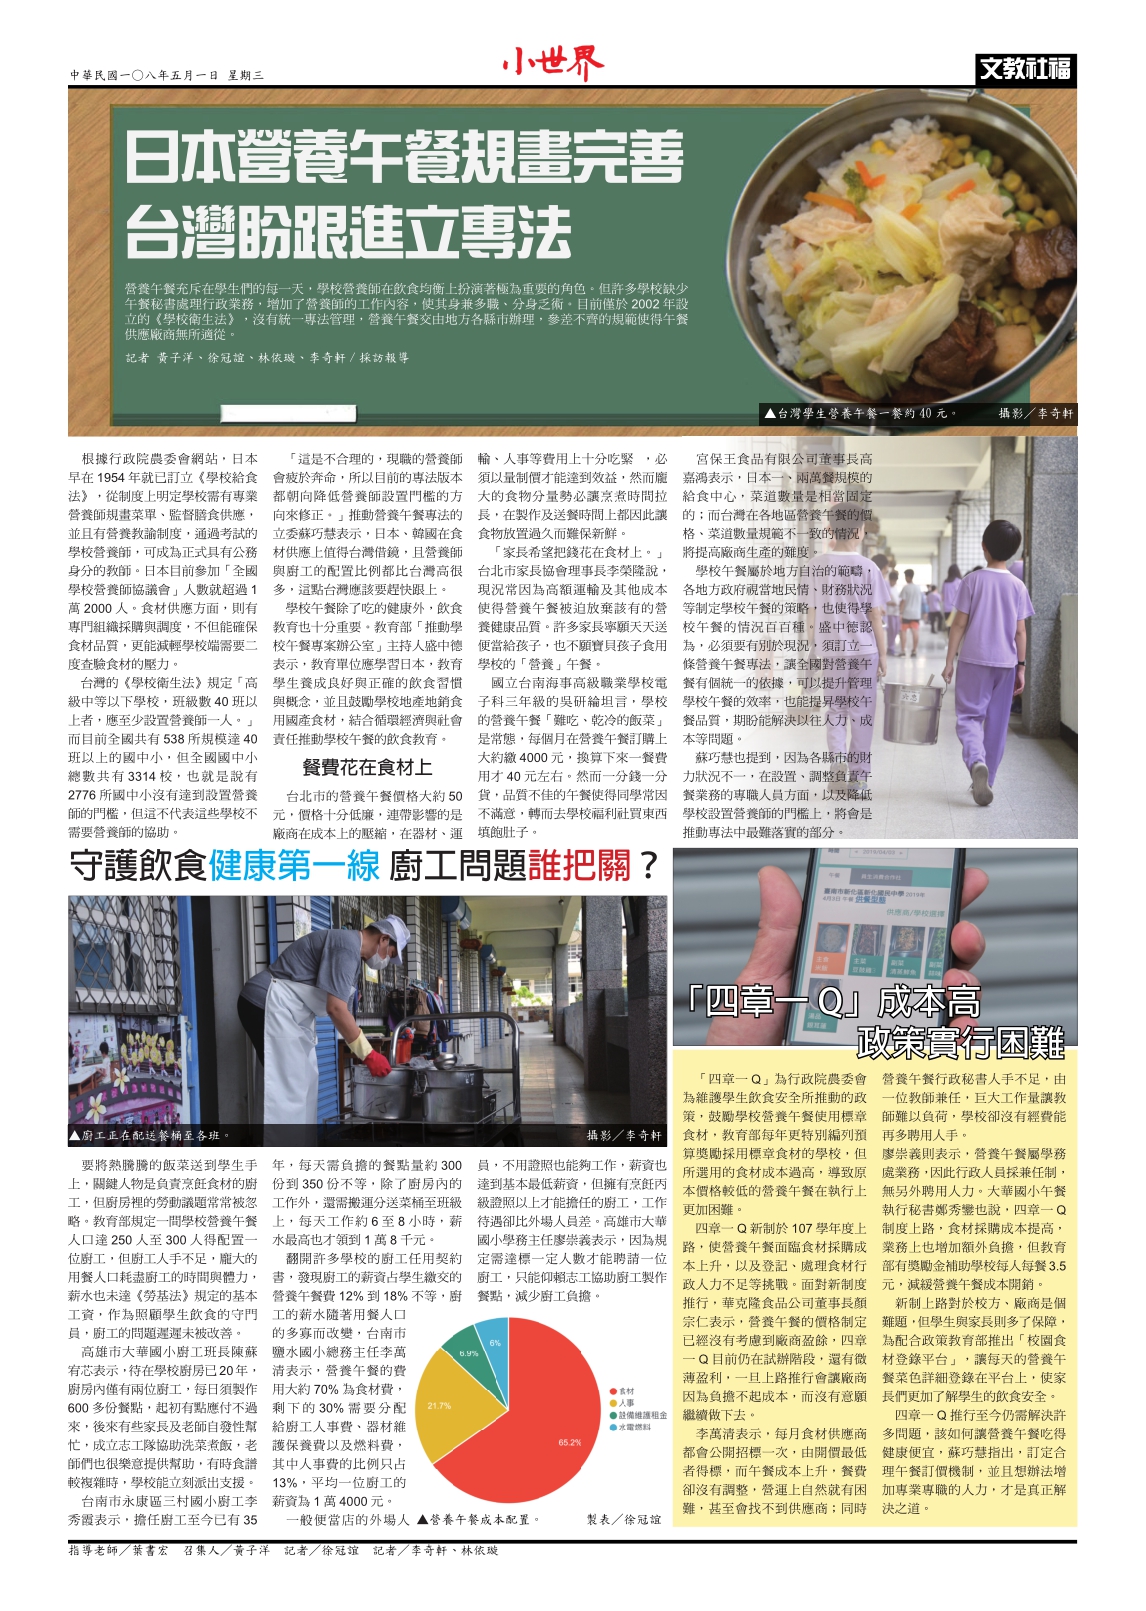 中華民國一〇八年五月一日 星期三
小世界
文教社福
日本營養午餐規畫完善
台灣盼跟進立專法
營養午餐充斥在學生們的每一天，學校營養師在飲食均衡上扮演著極為重要的角色。但許多學校缺少
午餐秘書處理行政業務，增加了營養師的工作內容，使其身兼多職、分身乏術。目前僅於 2002 年設
立的《學校衛生法》，沒有統一專法管理，營養午餐交由地方各縣市辦理，參差不齊的規範使得午餐
供應廠商無所適從。
記者 黃子洋、徐冠誼、林依璇、李奇軒 / 採訪報導
▲台灣學生營養午餐一餐約 40 元。 攝影／李奇軒
根據行政院農委會網站，日本
早在 1954 年就已訂立《學校給食
法》，從制度上明定學校需有專業
營養師規畫菜單、監督膳食供應，
並且有營養教諭制度，通過考試的
學校營養師，可成為正式具有公務
身分的教師。日本目前參加「全國
學校營養師協議會」人數就超過 1
萬 2000 人。食材供應方面，則有
專門組織採購與調度，不但能確保
食材品質，更能減輕學校端需要二
度查驗食材的壓力。
台灣的《學校衛生法》規定「高
級中等以下學校，班級數 40 班以
上者，應至少設置營養師一人。」
而目前全國共有 538 所規模達 40
班以上的國中小，但全國國中小
總數共有 3314 校，也就是說有
2776 所國中小沒有達到設置營養
師的門檻，但這不代表這些學校不
需要營養師的協助。
「這是不合理的，現職的營養師
會疲於奔命，所以目前的專法版本
都朝向降低營養師設置門檻的方
向來修正。」推動營養午餐專法的
立委蘇巧慧表示，日本、韓國在食
材供應上值得台灣借鏡，且營養師
與廚工的配置比例都比台灣高很
多，這點台灣應該要趕快跟上。
學校午餐除了吃的健康外，飲食
教育也十分重要。教育部「推動學
校午餐專案辦公室」主持人盛中德
表示，教育單位應學習日本，教育
學生養成良好與正確的飲食習慣
與概念，並且鼓勵學校地產地銷食
用國產食材，結合循環經濟與社會
責任推動學校午餐的飲食教育。
餐費花在食材上
台北市的營養午餐價格大約 50
元，價格十分低廉，連帶影響的是
廠商在成本上的壓縮，在器材、運
輸、人事等費用上十分吃緊 ，必
須以量制價才能達到效益，然而龐
大的食物分量勢必讓烹煮時間拉
長，在製作及送餐時間上都因此讓
食物放置過久而難保新鮮。
「家長希望把錢花在食材上。」
台北市家長協會理事長李榮隆說，
現況常因為高額運輸及其他成本
使得營養午餐被迫放棄該有的營
養健康品質。許多家長寧願天天送
便當給孩子，也不願寶貝孩子食用
學校的「營養」午餐。
國立台南海事高級職業學校電
子科三年級的吳研綸坦言，學校
的營養午餐「難吃、乾冷的飯菜」
是常態，每個月在營養午餐訂購上
大約繳 4000 元，換算下來一餐費
用才 40 元左右。然而一分錢一分
貨，品質不佳的午餐使得同學常因
不滿意，轉而去學校福利社買東西
填飽肚子。
宮保王食品有限公司董事長高
嘉鴻表示，日本一、兩萬餐規模的
給食中心，菜道數量是相當固定
的；而台灣在各地區營養午餐的價
格、菜道數量規範不一致的情況，
將提高廠商生產的難度。
學校午餐屬於地方自治的範疇，
各地方政府視當地民情、財務狀況
等制定學校午餐的策略，也使得學
校午餐的情況百百種。盛中德認
為，必須要有別於現況，須訂立一
條營養午餐專法，讓全國對營養午
餐有個統一的依據，可以提升管理
學校午餐的效率，也能提昇學校午
餐品質，期盼能解決以往人力、成
本等問題。
蘇巧慧也提到，因為各縣市的財
力狀況不一，在設置、調整負責午
餐業務的專職人員方面，以及降低
學校設置營養師的門檻上，將會是
推動專法中最難落實的部分。
守護飲食健康第一線 廚工問題誰把關？
▲廚工正在配送餐桶至各班。 攝影／李奇軒
要將熱騰騰的飯菜送到學生手
上，關鍵人物是負責烹飪食材的廚
工，但廚房裡的勞動議題常常被忽
略。教育部規定一間學校營養午餐
人口達 250 人至 300 人得配置一
位廚工，但廚工人手不足，龐大的
用餐人口耗盡廚工的時間與體力，
薪水也未達《勞基法》規定的基本
工資，作為照顧學生飲食的守門
員，廚工的問題遲遲未被改善。
高雄市大華國小廚工班長陳蘇
宥芯表示，待在學校廚房已 20 年，
廚房內僅有兩位廚工，每日須製作
600 多份餐點，起初有點應付不過
來，後來有些家長及老師自發性幫
忙，成立志工隊協助洗菜煮飯，老
師們也很樂意提供幫助，有時食譜
較複雜時，學校能立刻派出支援。
台南市永康區三村國小廚工李
秀霞表示，擔任廚工至今已有 35
年，每天需負擔的餐點量約 300
份到 350 份不等，除了廚房內的
工作外，還需搬運分送菜桶至班級
上，每天工作約 6 至 8 小時，薪
水最高也才領到 1 萬 8 千元。
翻開許多學校的廚工任用契約
書，發現廚工的薪資占學生繳交的
營養午餐費 12% 到 18% 不等，廚
工的薪水隨著用餐人口
的多寡而改變，台南市
鹽水國小總務主任李萬
清表示，營養午餐的費
用大約 70% 為食材費，
剩下的 30% 需要分配
給廚工人事費、器材維
護保養費以及燃料費，
其中人事費的比例只占
13%，平均一位廚工的
薪資為 1 萬 4000 元。
一般便當店的外場人
員，不用證照也能夠工作，薪資也
達到基本最低薪資，但擁有烹飪丙
級證照以上才能擔任的廚工，工作
待遇卻比外場人員差。高雄市大華
國小學務主任廖崇義表示，因為規
定需達標一定人數才能聘請一位
廚工，只能仰賴志工協助廚工製作
餐點，減少廚工負擔。
6%
6.9%
21.7%
65.2%
食材
人事
設備維護租金
水電燃料
▲營養午餐成本配置。 製表／徐冠誼
供應商/學校選擇
「四章一 Q」成本高
政策實行困難
「四章一 Q」為行政院農委會
為維護學生飲食安全所推動的政
策，鼓勵學校營養午餐使用標章
食材，教育部每年更特別編列預
算獎勵採用標章食材的學校，但
所選用的食材成本過高，導致原
本價格較低的營養午餐在執行上
更加困難。
四章一 Q 新制於 107 學年度上
路，使營養午餐面臨食材採購成
本上升，以及登記、處理食材行
政人力不足等挑戰。面對新制度
推行，華克隆食品公司董事長顏
宗仁表示，營養午餐的價格制定
已經沒有考慮到廠商盈餘，四章
一 Q 目前仍在試辦階段，還有微
薄盈利，一旦上路推行會讓廠商
因為負擔不起成本，而沒有意願
繼續做下去。
李萬清表示，每月食材供應商
都會公開招標一次，由開價最低
者得標，而午餐成本上升，餐費
卻沒有調整，營運上自然就有困
難，甚至會找不到供應商；同時
營養午餐行政秘書人手不足，由
一位教師兼任，巨大工作量讓教
師難以負荷，學校卻沒有經費能
再多聘用人手。
廖崇義則表示，營養午餐屬學務
處業務，因此行政人員採兼任制，
無另外聘用人力。大華國小午餐
執行秘書鄭秀鸞也說，四章一 Q
制度上路，食材採購成本提高，
業務上也增加額外負擔，但教育
部有獎勵金補助學校每人每餐 3.5
元，減緩營養午餐成本開銷。
新制上路對於校方、廠商是個
難題，但學生與家長則多了保障，
為配合政策教育部推出「校園食
材登錄平台」，讓每天的營養午
餐菜色詳細登錄在平台上，使家
長們更加了解學生的飲食安全。
四章一 Q 推行至今仍需解決許
多問題，該如何讓營養午餐吃得
健康便宜，蘇巧慧指出，訂定合
理午餐訂價機制，並且想辦法增
加專業專職的人力，才是真正解
決之道。
指導老師／葉書宏 召集人／黃子洋 記者／徐冠誼 記者／李奇軒、林依璇